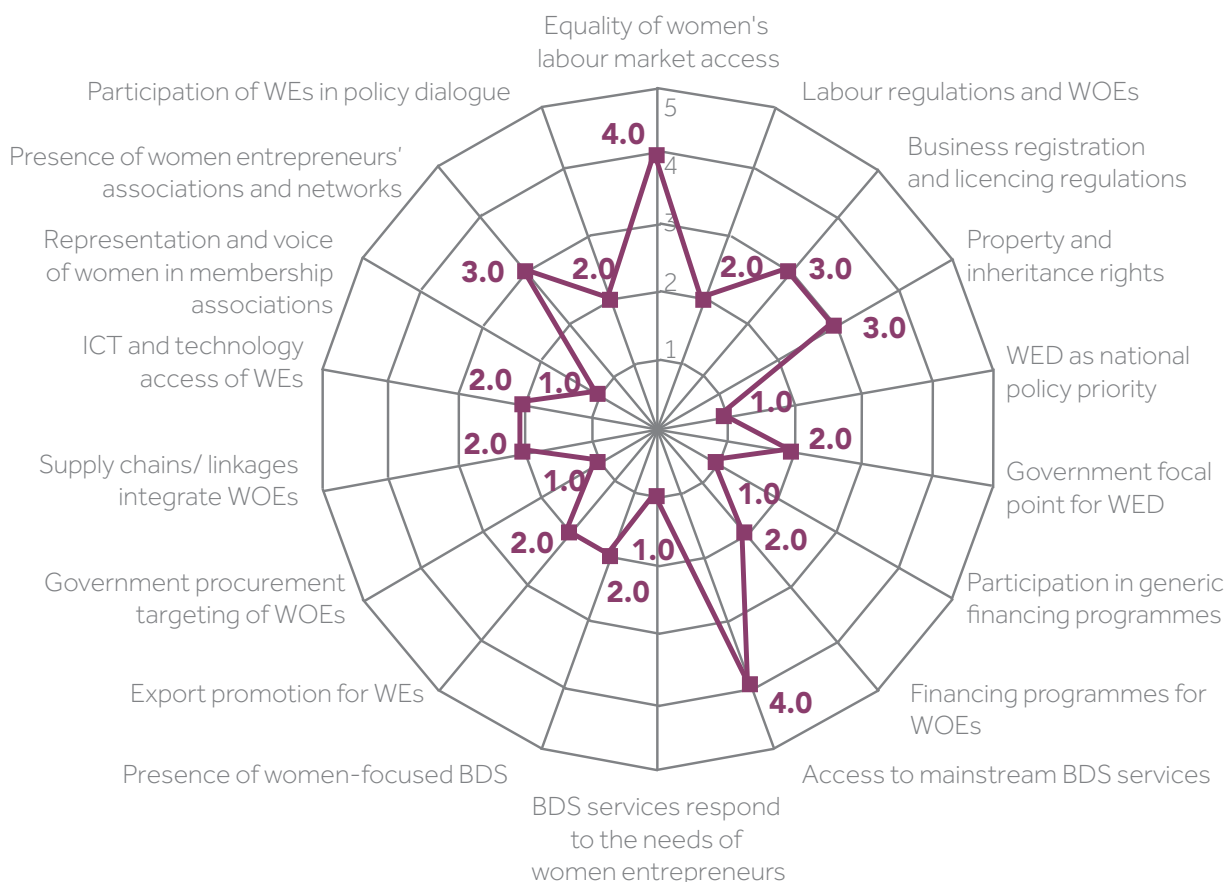 Equality of women's
labour market access
Participation of WEs in policy dialogue
Labour regulations and WOEs
5
4.0
4
Presence of women entrepreneurs'
associations and networks
Business registration
and licencing regulations
3
Representation and voice
of women in membership
associations
Property and
inheritance rights
3.0
2.0
2.0
3.0
3.0
2
ICT and technology
access of WEs
WED as national
policy priority
1
2.0
1.0
1.0
2.0
2.0
Supply chains/ linkages
integrate WOEs
Government focal
point for WED
1.0
1.0
2.0
1.0
2.0
2.0
Government procurement
targeting of WOEs
Participation in generic
financing programmes
Export promotion for WEs
4.0
Financing programmes for
WOEs
Presence of women-focused BDS
Access to mainstream BDS services
BDS services respond
to the needs of
women entrepreneurs